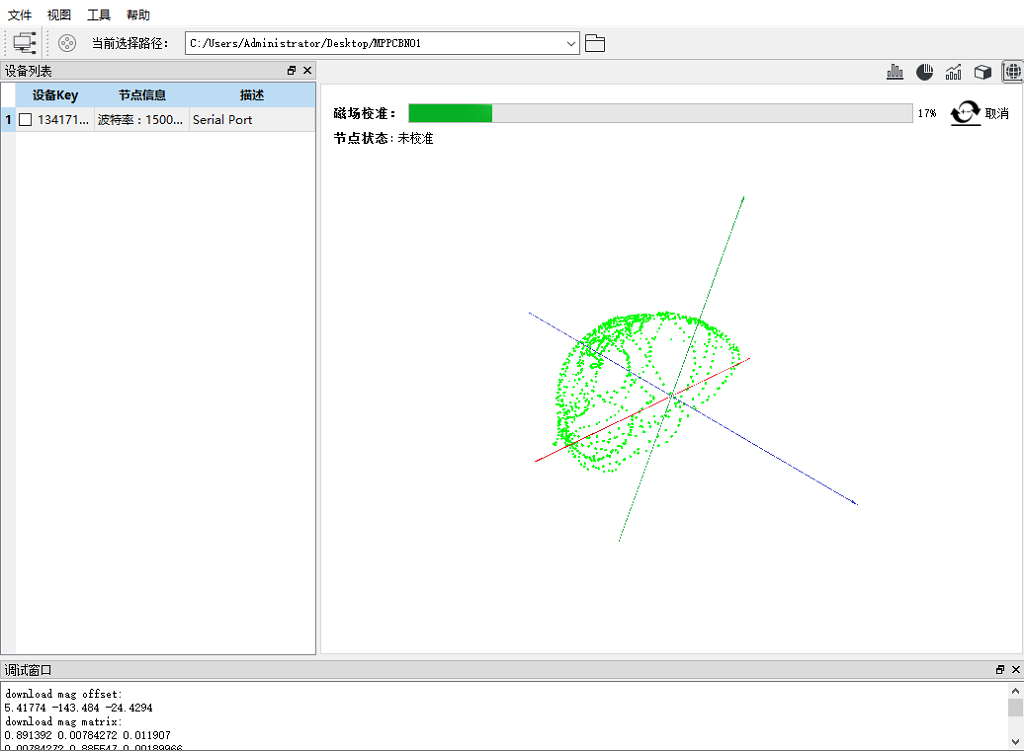 文件 视图 工具 帮助
当前选择路径： C:/Users/Administrator/Desktop/MPPCBNO1
设备列表
设备Key 节点信息 描述
1 134171... 波特率：1500... Serial Port
磁场校准： 17% 取消
节点状态：未校准
调试窗口
download mag offset:
5.41774 -143.484 -24.4294
download mag matrix:
0.891392 0.00784272 0.011907
0.00784272 0.885547 0.00189966